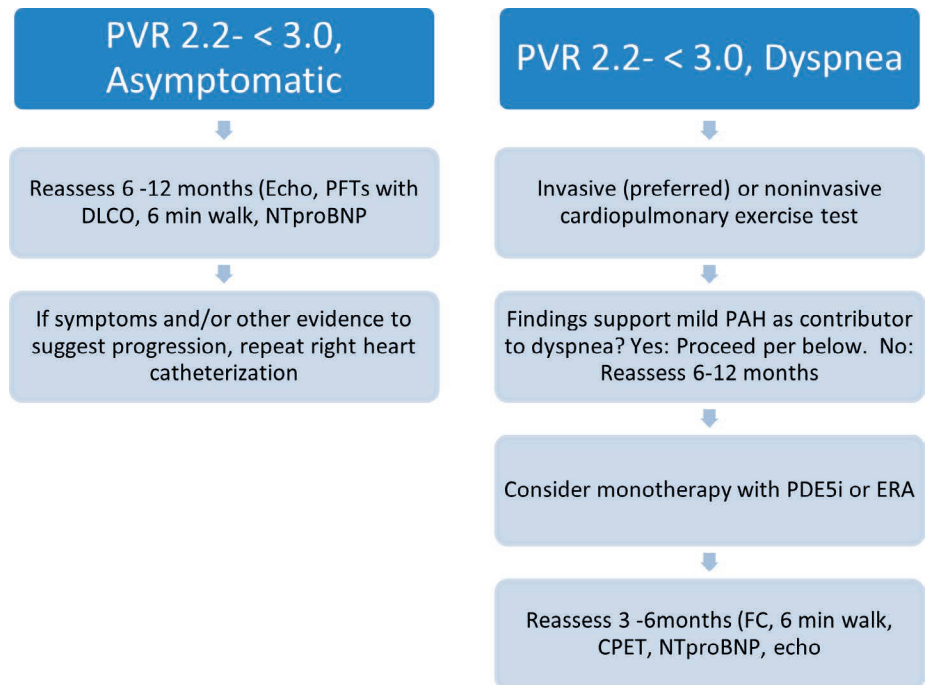 PVR 2.2- < 3.0,
Asymptomatic
Reassess 6 -12 months (Echo, PFTs with
DLCO, 6 min walk, NTproBNP
If symptoms and/or other evidence to
suggest progression, repeat right heart
catheterization
PVR 2.2- < 3.0, Dyspnea
Invasive (preferred) or noninvasive
cardiopulmonary exercise test
Findings support mild PAH as contributor
to dyspnea? Yes: Proceed per below.  No:
Reassess 6-12 months
Consider monotherapy with PDE5i or ERA
Reassess 3 -6months (FC, 6 min walk,
CPET, NTproBNP, echo